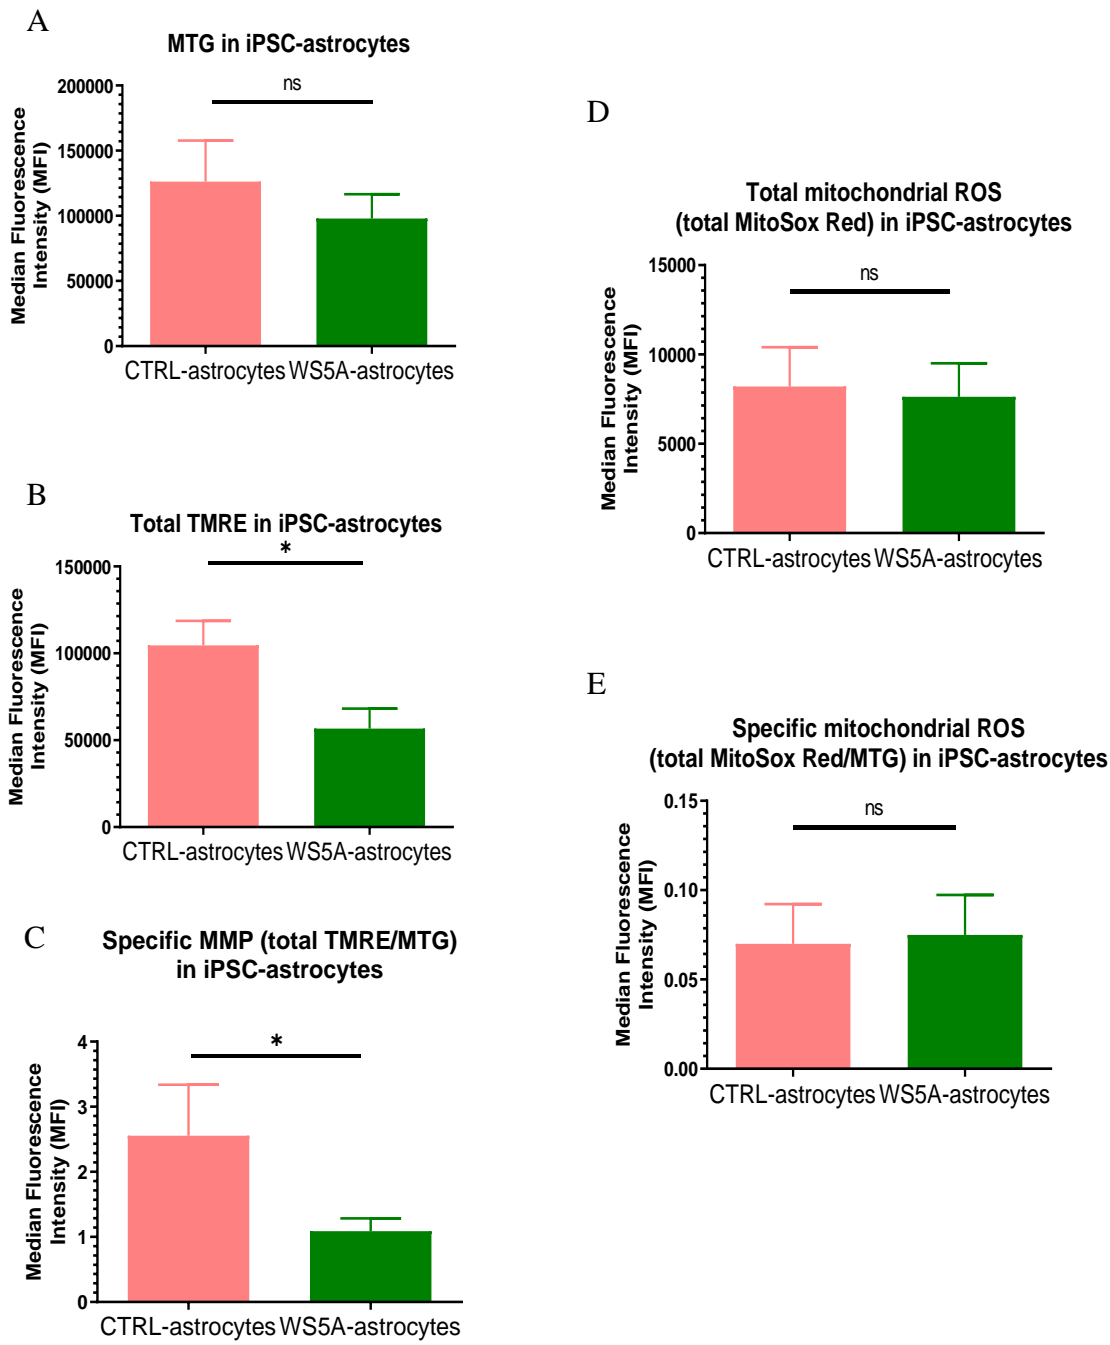 A
MTG in iPSC-astrocytes
ns
Median Fluorescence
Intensity (MFI)
200000
150000
100000
50000
0
CTRL-astrocytes WS5A-astrocytes
B
Total TMRE in iPSC-astrocytes
*
Median Fluorescence
Intensity (MFI)
150000
100000
50000
0
CTRL-astrocytes WS5A-astrocytes
C
Specific MMP (total TMRE/MTG)
in iPSC-astrocytes
*
Median Fluorescence
Intensity (MFI)
4
3
2
1
0
CTRL-astrocytes WS5A-astrocytes
D
Total mitochondrial ROS
(total MitoSox Red) in iPSC-astrocytes
ns
Median Fluorescence
Intensity (MFI)
15000
10000
5000
0
CTRL-astrocytes WS5A-astrocytes
E
Specific mitochondrial ROS
(total MitoSox Red/MTG) in iPSC-astrocytes
ns
Median Fluorescence
Intensity (MFI)
0.15
0.10
0.05
0.00
CTRL-astrocytes WS5A-astrocytes